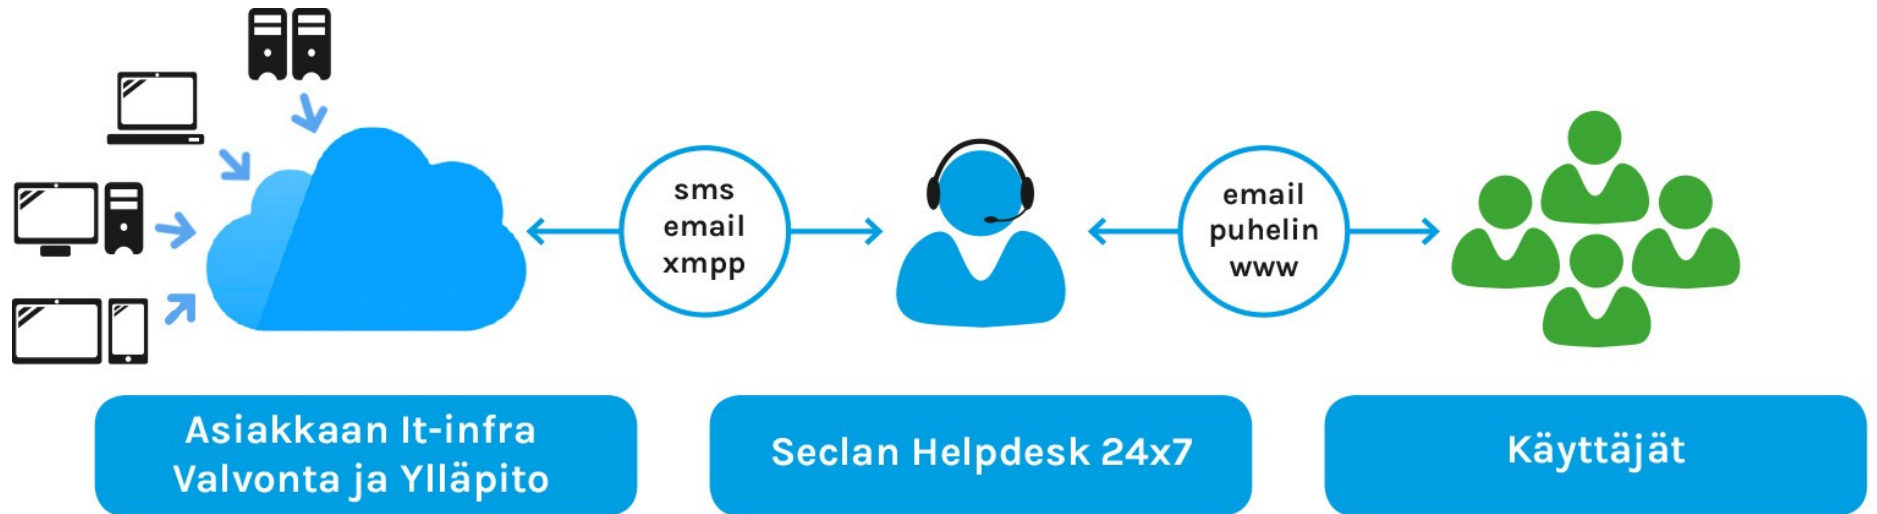 sms
email
xmpp
email
puhelin
www
Asiakkaan It-infra
Valvonta ja Ylläpito
Seclan Helpdesk 24x7
Käyttäjät